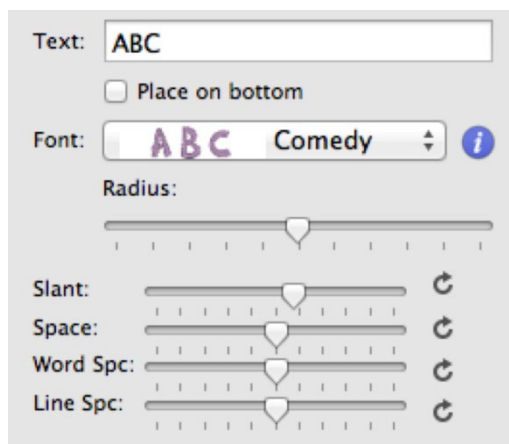 Text: ABC
Place on bottom
Font: ABC Comedy i
Radius:
Slant:
Space:
Word Spc:
Line Spc: